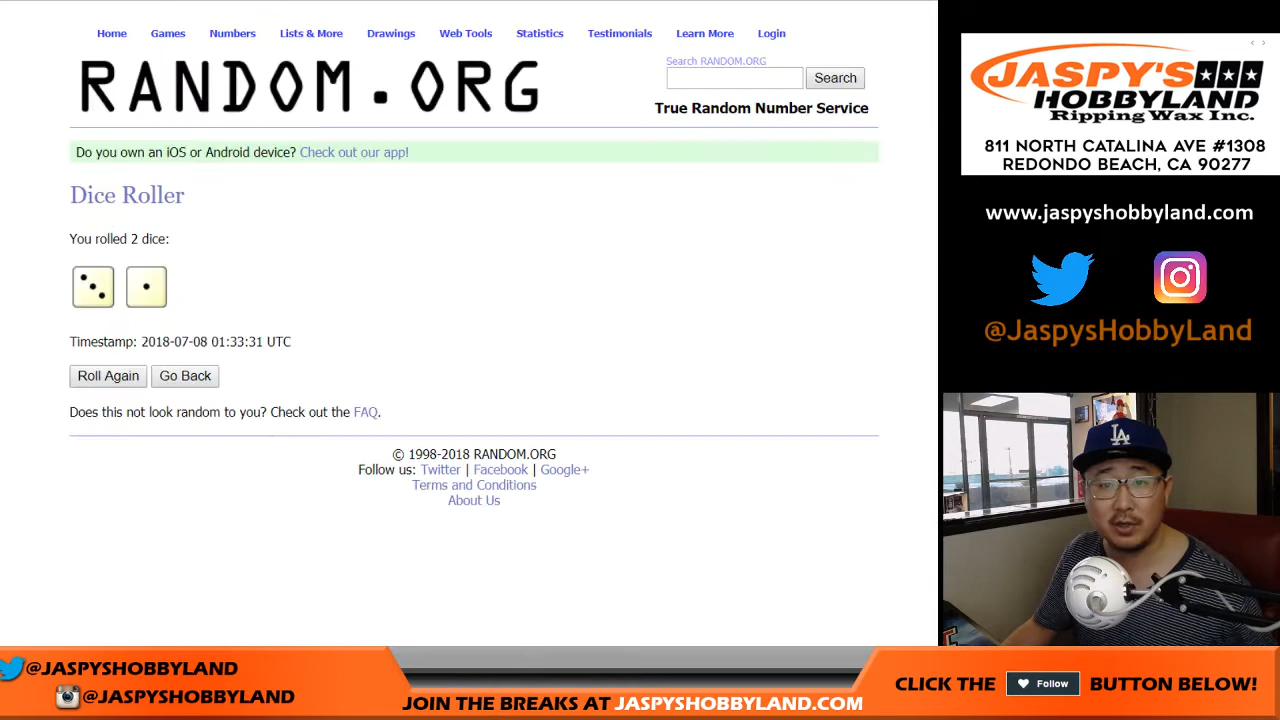 Home Games Numbers Lists & More Drawings Web Tools Statistics Testimonials Learn More Login
RANDOM.ORG
Search RANDOM.ORG
Search
True Random Number Service
Do you own an iOS or Android device? Check out our app!
Dice Roller
You rolled 2 dice:
Timestamp: 2018-07-08 01:33:31 UTC
Roll Again Go Back
Does this not look random to you? Check out the FAQ.
© 1998-2018 RANDOM.ORG
Follow us: Twitter | Facebook | Google+
Terms and Conditions
About Us
JASPY'S
HOBBYLAND
Ripping Wax Inc.
811 NORTH CATALINA AVE #1308
REDONDO BEACH, CA 90277
www.jaspyshobbyland.com
@JaspysHobbyLand
LA
@JASPYSHOBBYLAND
@JASPYSHOBBYLAND
JOIN THE BREAKS AT JASPYSHOBBYLAND.COM
CLICK THE Follow BUTTON BELOW!